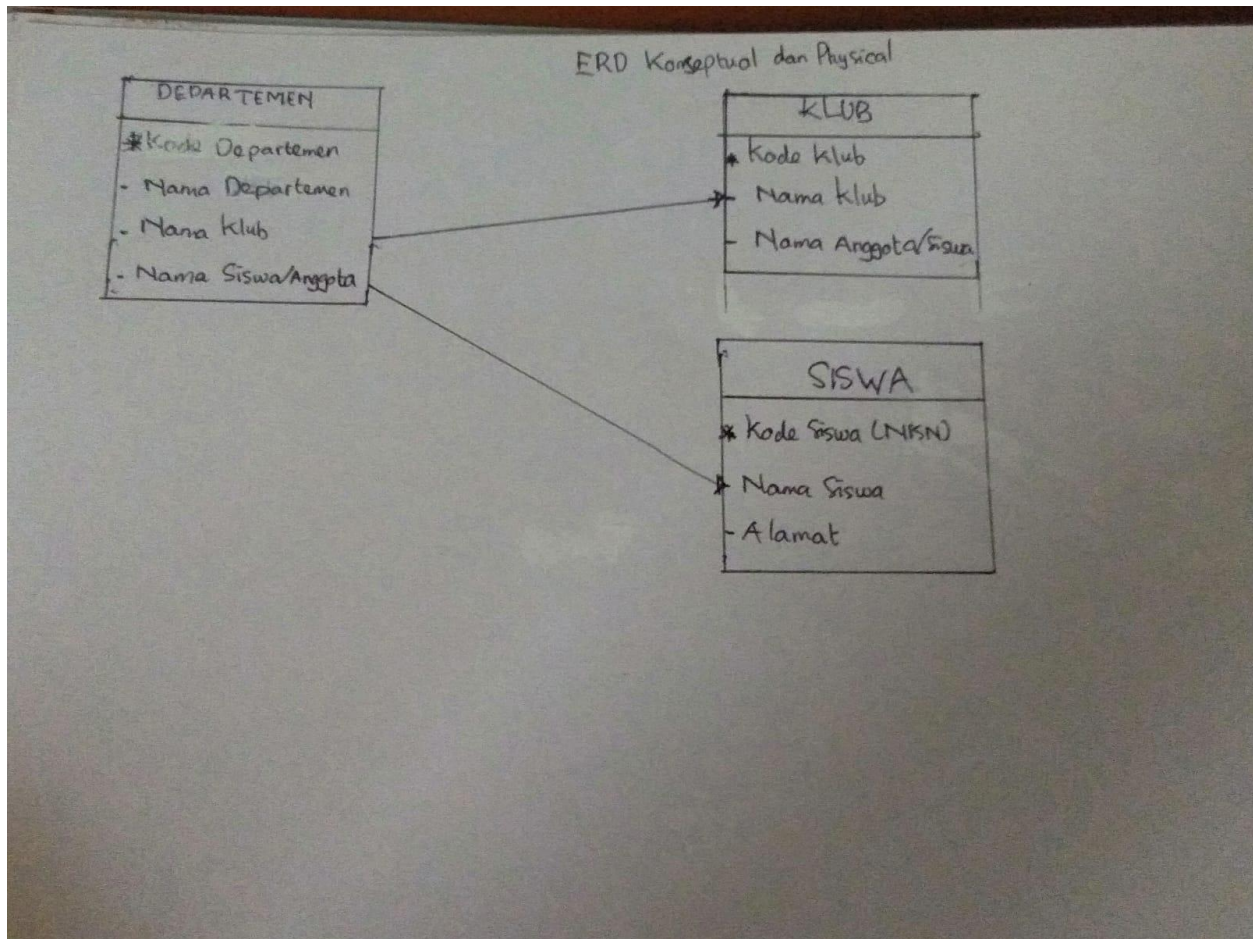 ERD Konseptual dan Physical
DEPARTEMEN
* Kode Departemen
- Nama Departemen
- Nama Klub
- Nama Siswa/Anggota
KLUB
* Kode Klub
- Nama Klub
- Nama Anggota/Siswa
SISWA
* Kode Siswa (NISN)
- Nama Siswa
- Alamat